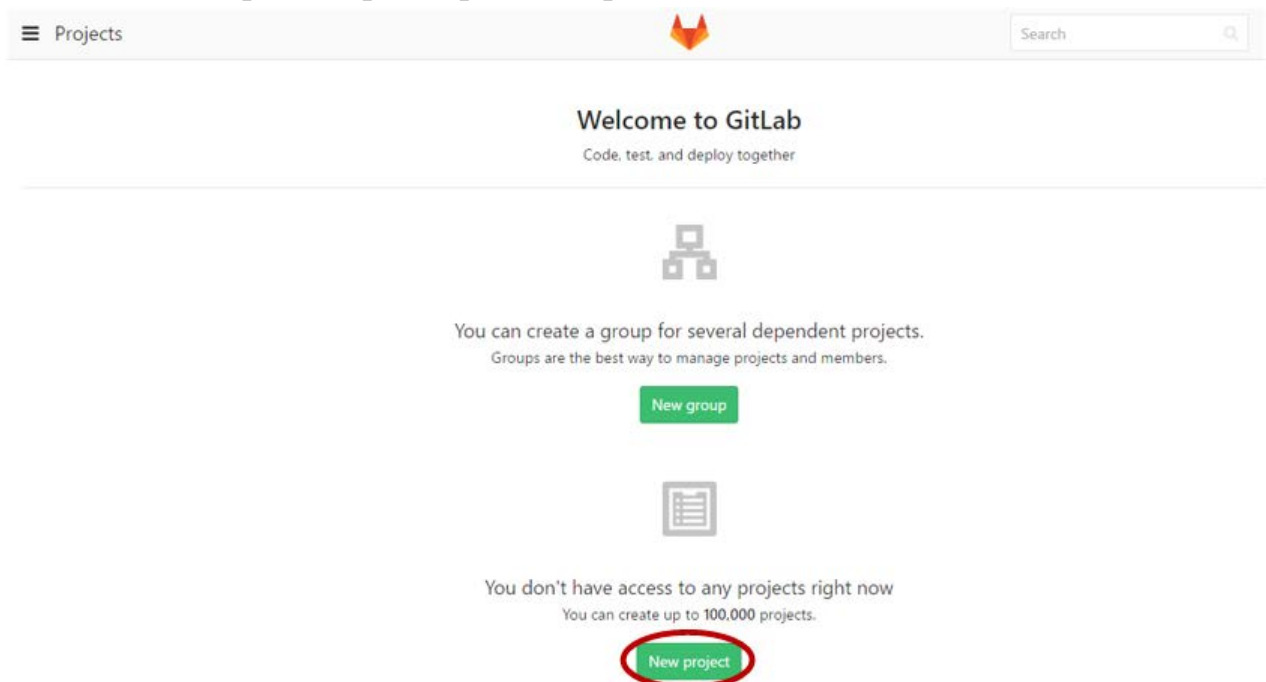 Projects
Search
Welcome to GitLab
Code, test, and deploy together
You can create a group for several dependent projects.
Groups are the best way to manage projects and members.
New group
You don't have access to any projects right now
You can create up to 100,000 projects.
New project